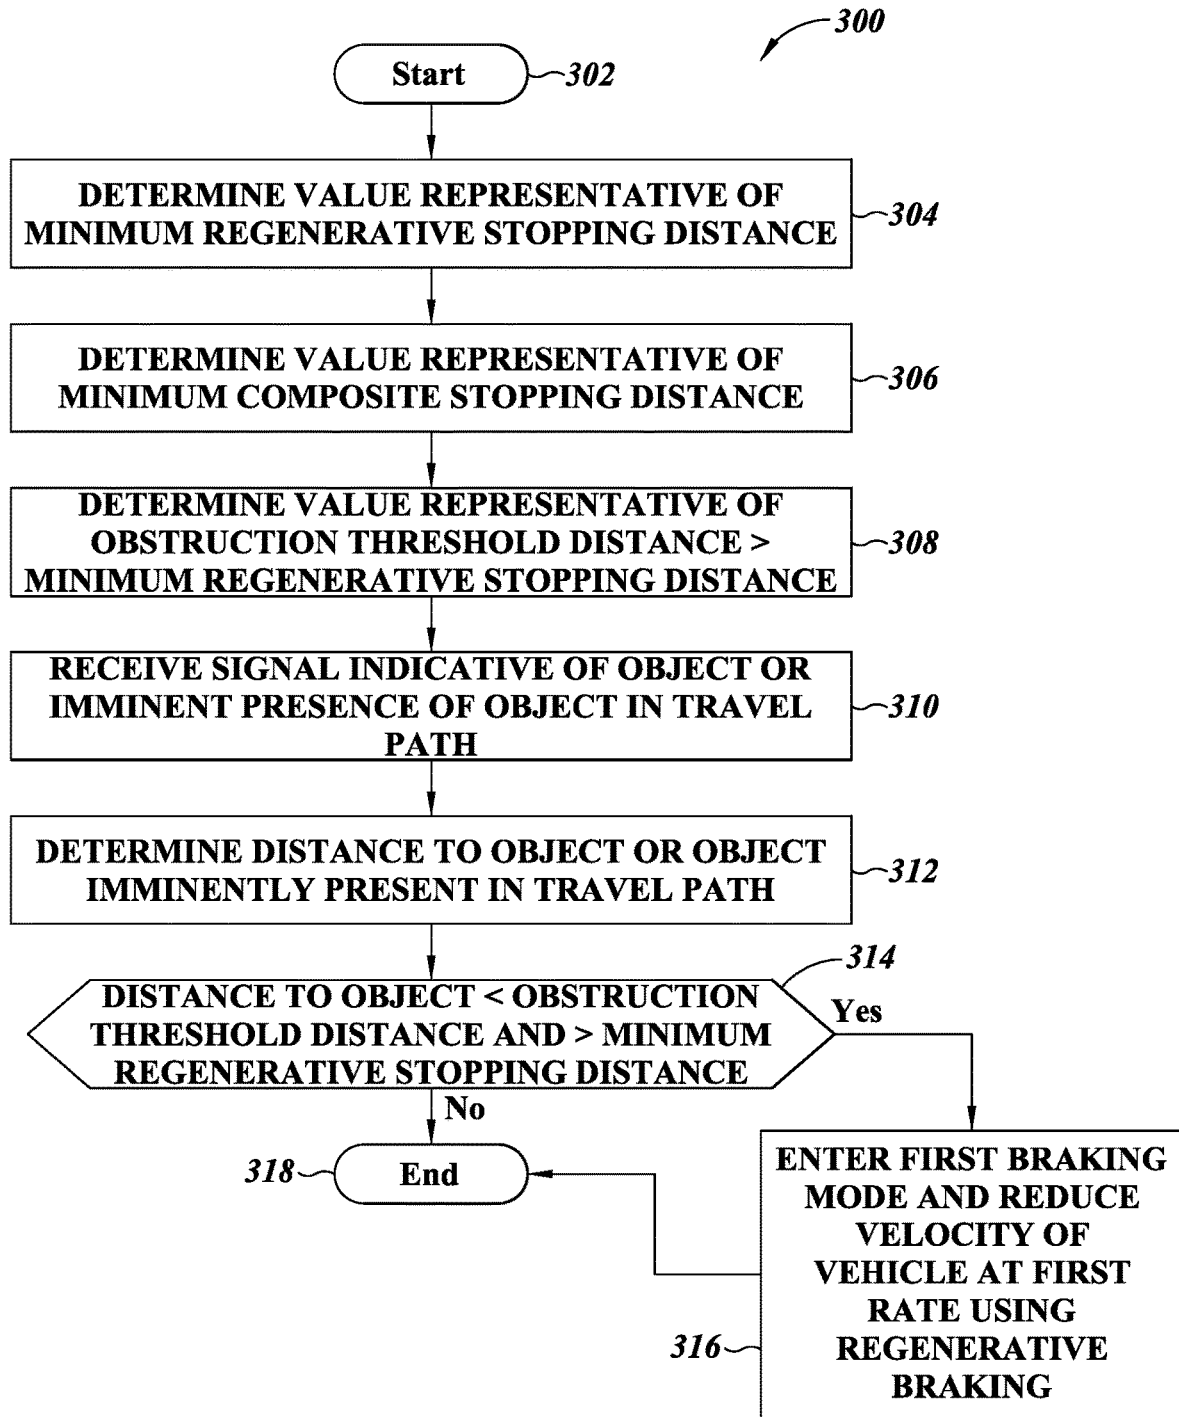 300
Start
302
DETERMINE VALUE REPRESENTATIVE OF
MINIMUM REGENERATIVE STOPPING DISTANCE
304
DETERMINE VALUE REPRESENTATIVE OF
MINIMUM COMPOSITE STOPPING DISTANCE
306
DETERMINE VALUE REPRESENTATIVE OF
OBSTRUCTION THRESHOLD DISTANCE >
MINIMUM REGENERATIVE STOPPING DISTANCE
308
RECEIVE SIGNAL INDICATIVE OF OBJECT OR
IMMINENT PRESENCE OF OBJECT IN TRAVEL
PATH
310
DETERMINE DISTANCE TO OBJECT OR OBJECT
IMMINENTLY PRESENT IN TRAVEL PATH
312
314
DISTANCE TO OBJECT < OBSTRUCTION
THRESHOLD DISTANCE AND > MINIMUM
REGENERATIVE STOPPING DISTANCE
Yes
No
318
End
ENTER FIRST BRAKING
MODE AND REDUCE
VELOCITY OF
VEHICLE AT FIRST
RATE USING
REGENERATIVE
BRAKING
316